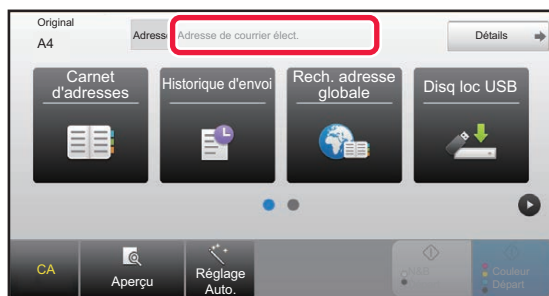 Original
A4
Adresse
Adresse de courrier élect.
Détails
Carnet
d'adresses
Historique d'envoi
Rech. adresse
globale
Disq loc USB
CA
Aperçu
Réglage
Auto.
N&B
Couleur
Départ